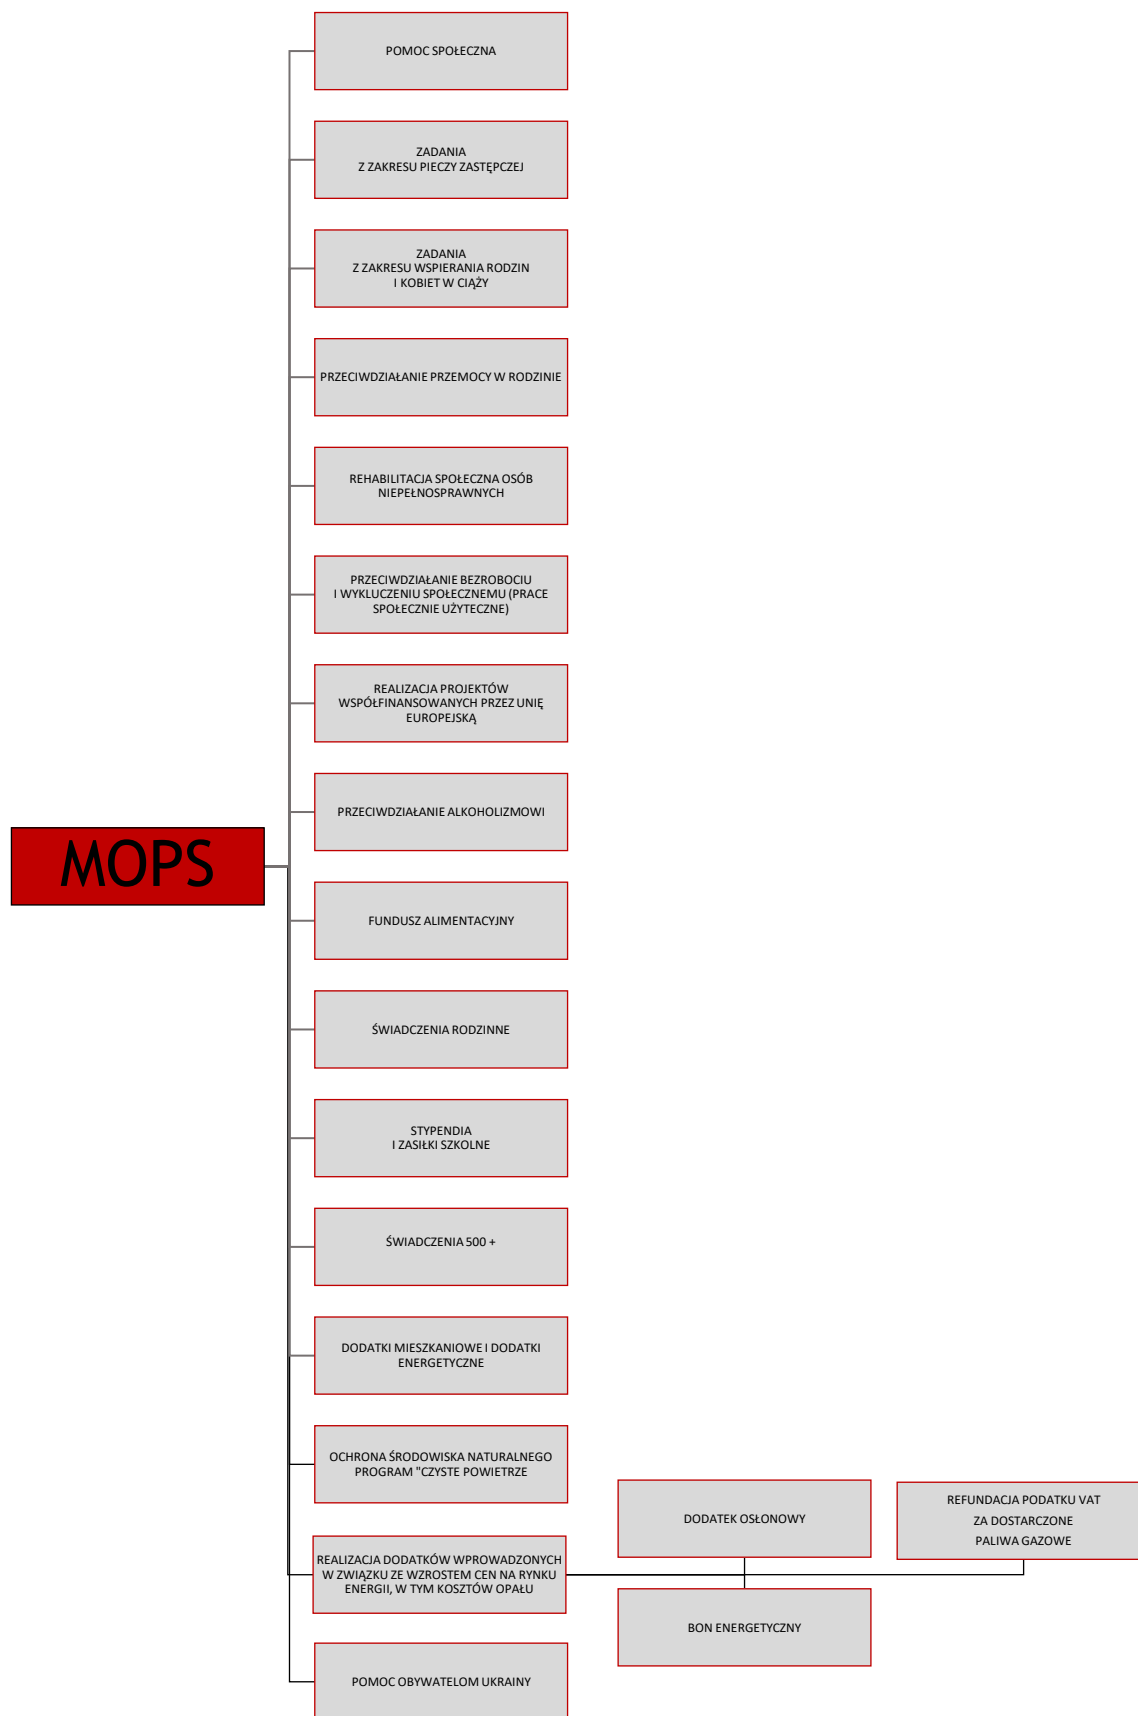 POMOC SPOŁECZNA
ZADANIA
Z ZAKRESU PIECZY ZASTĘPCZEJ
ZADANIA
Z ZAKRESU WSPIERANIA RODZIN
I KOBIET W CIĄŻY
PRZECIWDZIAŁANIE PRZEMOCY W RODZINIE
REHABILITACJA SPOŁECZNA OSÓB
NIEPEŁNOSPRAWNYCH
PRZECIWDZIAŁANIE BEZROBOCIU
I WYKLUCZENIU SPOŁECZNEMU (PRACE
SPOŁECZNIE UŻYTECZNE)
REALIZACJA PROJEKTÓW
WSPÓŁFINANSOWANYCH PRZEZ UNIĘ
EUROPEJSKĄ
PRZECIWDZIAŁANIE ALKOHOLIZMOWI
MOPS
FUNDUSZ ALIMENTACYJNY
ŚWIADCZENIA RODZINNE
STYPENDIA
I ZASIŁKI SZKOLNE
ŚWIADCZENIA 500 +
DODATKI MIESZKANIOWE I DODATKI
ENERGETYCZNE
OCHRONA ŚRODOWISKA NATURALNEGO
PROGRAM "CZYSTE POWIETRZE
REALIZACJA DODATKÓW WPROWADZONYCH
W ZWIĄZKU ZE WZROSTEM CEN NA RYNKU
ENERGII, W TYM KOSZTÓW OPAŁU
DODATEK OSŁONOWY
REFUNDACJA PODATKU VAT
ZA DOSTARCZONE
PALIWA GAZOWE
BON ENERGETYCZNY
POMOC OBYWATELOM UKRAINY